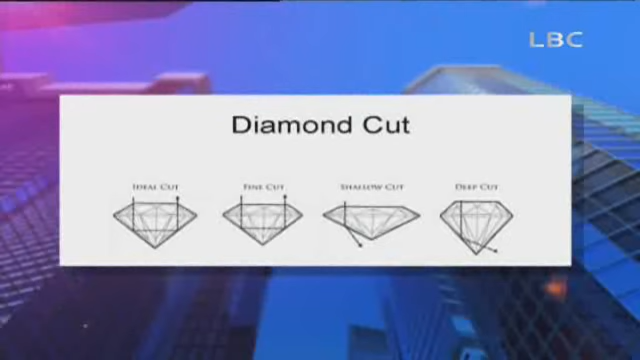 LBC
Diamond Cut
IDEAL CUT
FINE CUT
SHALLOW CUT
DEEP CUT